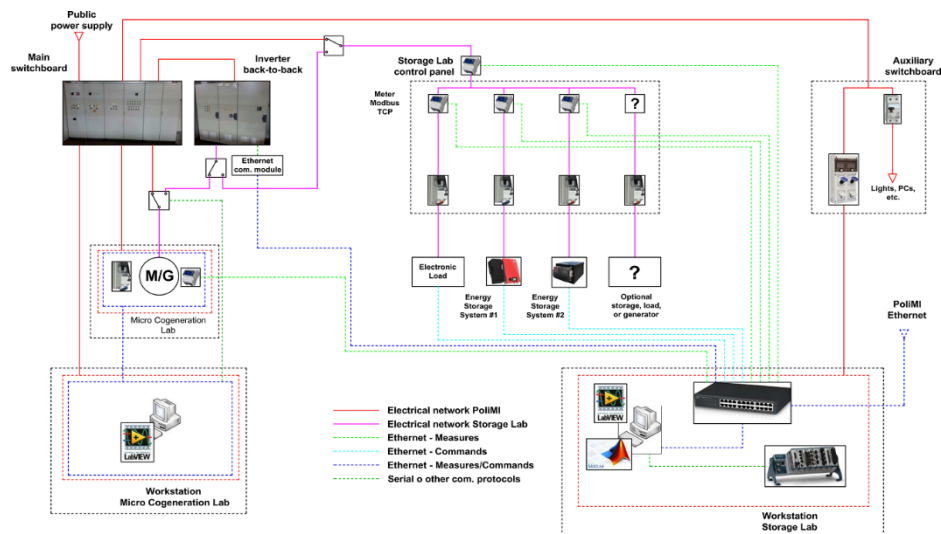 Public
power supply
Main
switchboard
Inverter
back-to-back
Storage Lab
control panel
Auxiliary
switchboard
Meter
Modbus
TCP
?
Ethernet
com. module
Lights, PCs,
etc.
M/G
Micro Cogeneration
Lab
Electronic
Load
Energy
Storage
System #1
Energy
Storage
System #2
?
Optional
storage, load,
or generator
PoliMI
Ethernet
LabVIEW
Workstation
Micro Cogeneration Lab
Electrical network PoliMI
Electrical network Storage Lab
Ethernet - Measures
Ethernet - Commands
Ethernet - Measures/Commands
Serial o other com. protocols
LabVIEW
Workstation
Storage Lab